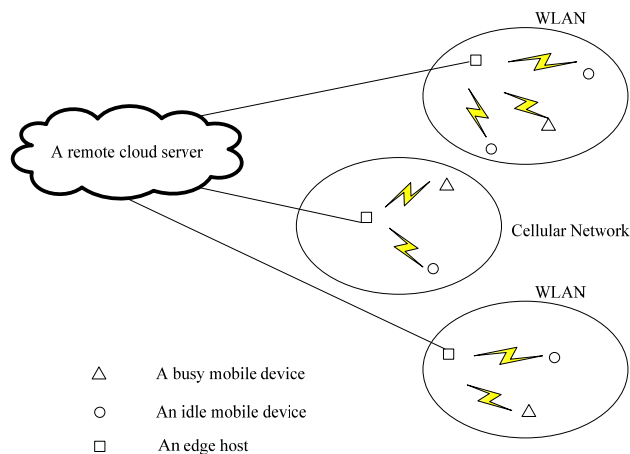 WLAN
A remote cloud server
Cellular Network
WLAN
A busy mobile device
An idle mobile device
An edge host